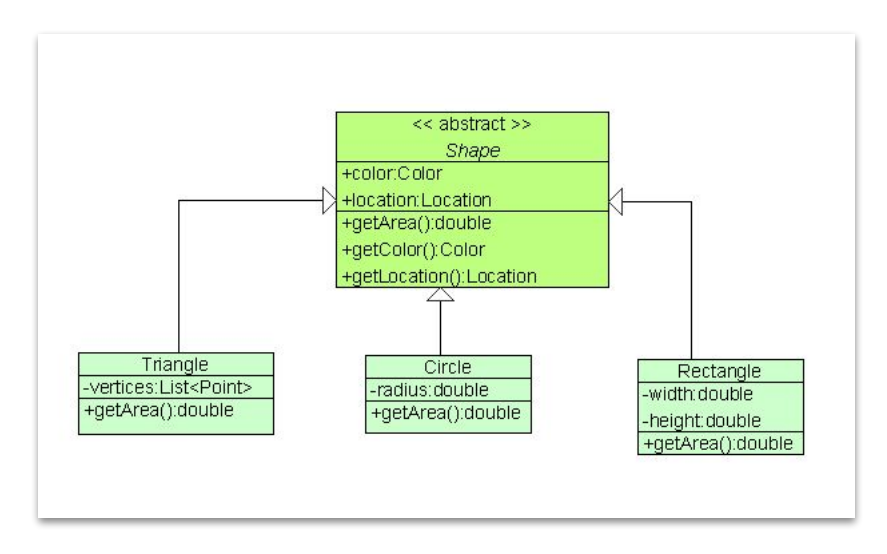 << abstract >>
Shape
+color:Color
+location:Location
+getArea():double
+getColor():Color
+getLocation():Location
Triangle
-vertices:List<Point>
+getArea():double
Circle
-radius:double
+getArea():double
Rectangle
-width:double
-height:double
+getArea():double